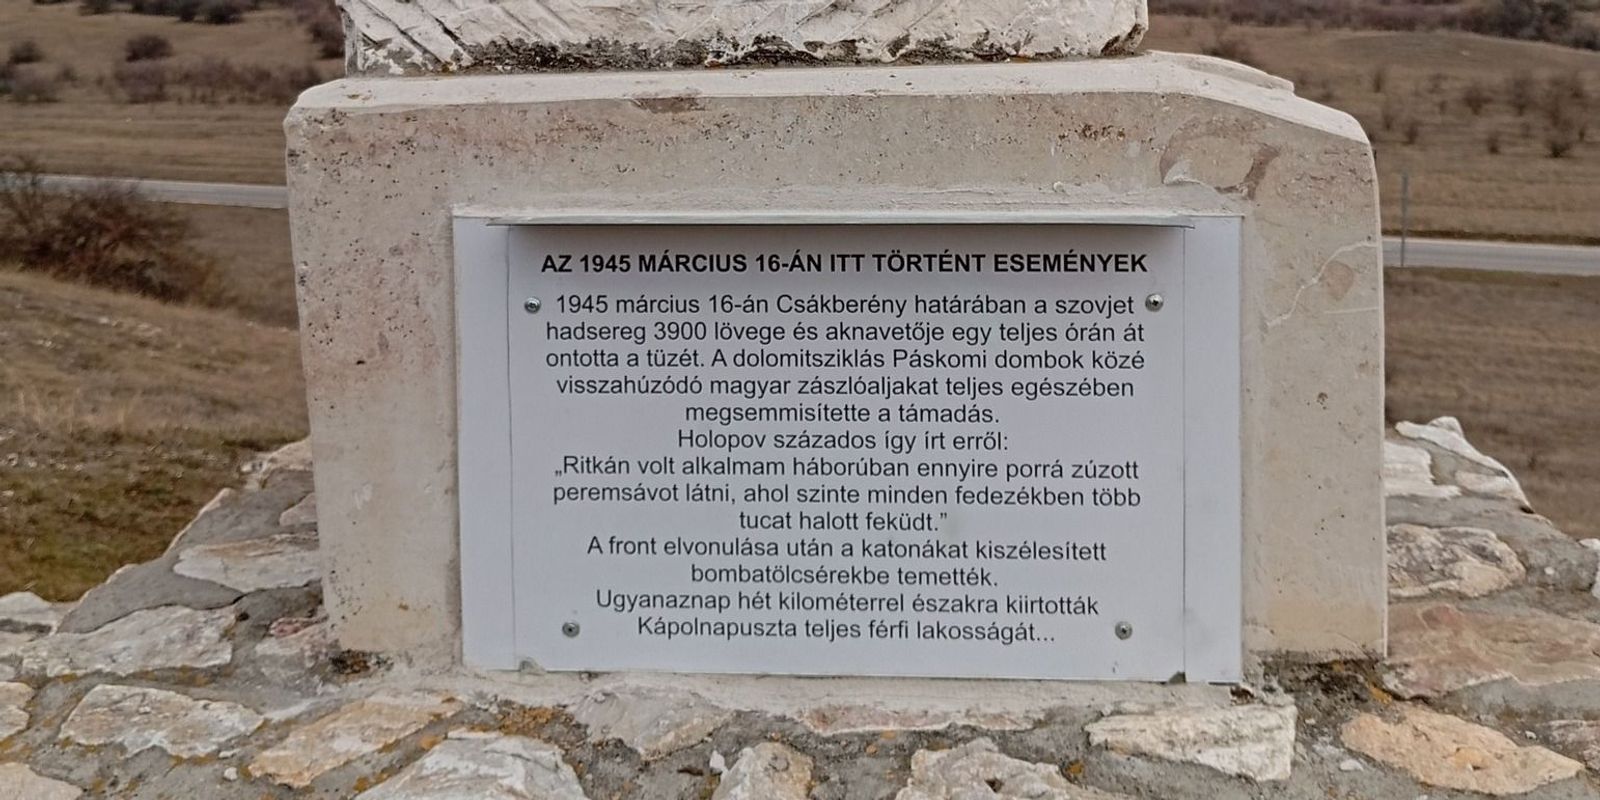 AZ 1945 MÁRCIUS 16-ÁN ITT TÖRTÉNT ESEMÉNYEK
1945 március 16-án Csákberény határában a szovjet
hadsereg 3900 lövege és aknavetője egy teljes órán át
ontotta a tüzét. A dolomitsziklás Páskomi dombok közé
visszahúzódó magyar zászlóaljakat teljes egészében
megsemmisítette a támadás.
Holopov százados így írt erről:
„Ritkán volt alkalmam háborúban ennyire porrá zúzott
peremsávot látni, ahol szinte minden fedezékben több
tucat halott feküdt.”
A front elvonulása után a katonákat kiszélesített
bombatölcsérekbe temették.
Ugyanaznap hét kilométerrel északra kiirtották
Kápolnapuszta teljes férfi lakosságát...